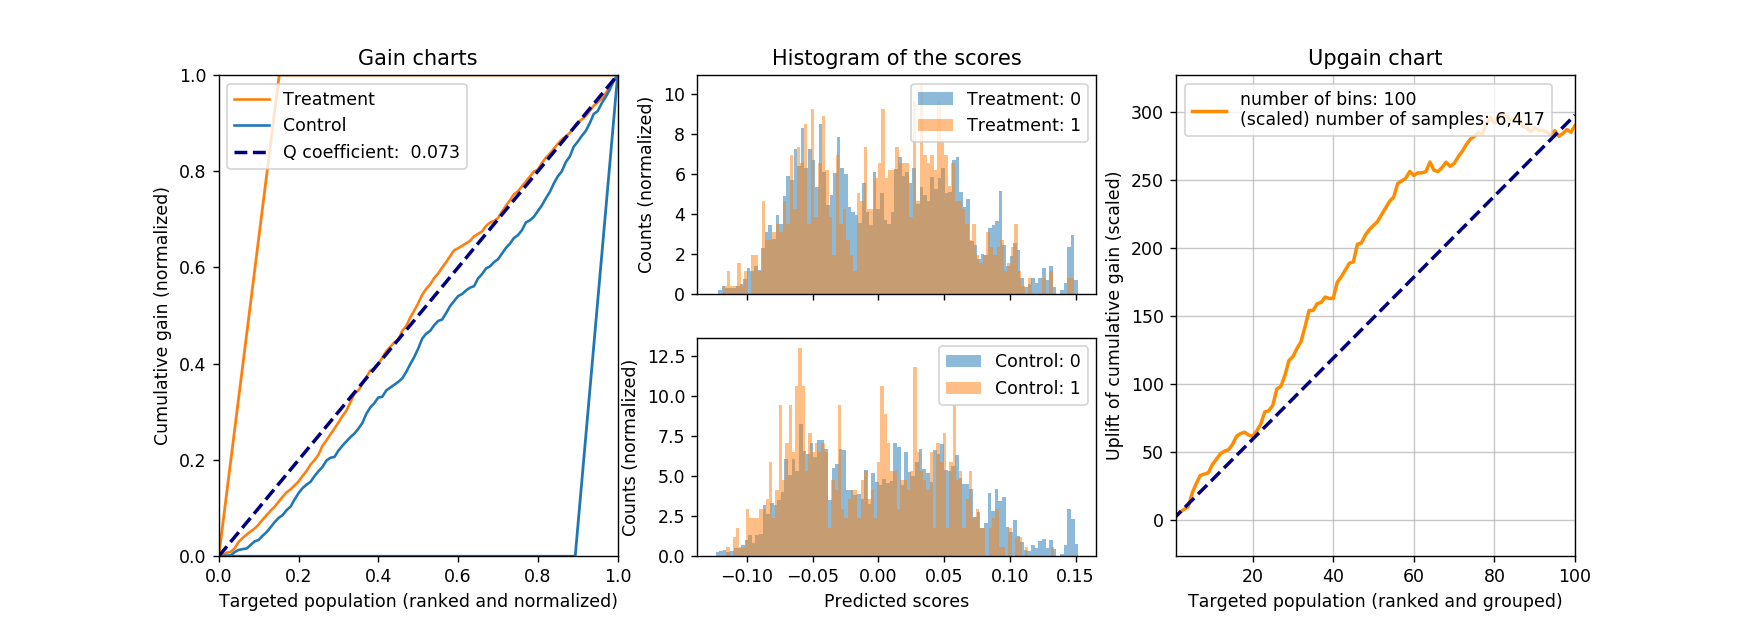 Gain charts
1.0
0.8
0.6
0.4
0.2
0.0
Cumulative gain (normalized)
Treatment
Control
Q coefficient:  0.073
0.0 0.2 0.4 0.6 0.8 1.0
Targeted population (ranked and normalized)
Histogram of the scores
10
8
6
4
2
0
Counts (normalized)
Treatment: 0
Treatment: 1
12.5
10.0
7.5
5.0
2.5
0.0
Counts (normalized)
Control: 0
Control: 1
−0.10 −0.05 0.00 0.05 0.10 0.15
Predicted scores
Upgain chart
300
250
200
150
100
50
0
Uplift of cumulative gain (scaled)
number of bins: 100
(scaled) number of samples: 6,417
20 40 60 80 100
Targeted population (ranked and grouped)